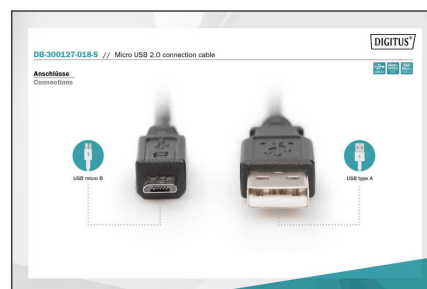 DIGITUS®
DB-300127-018-S // Micro USB 2.0 connection cable
Anschlüsse
Connections
USB micro B
USB type A